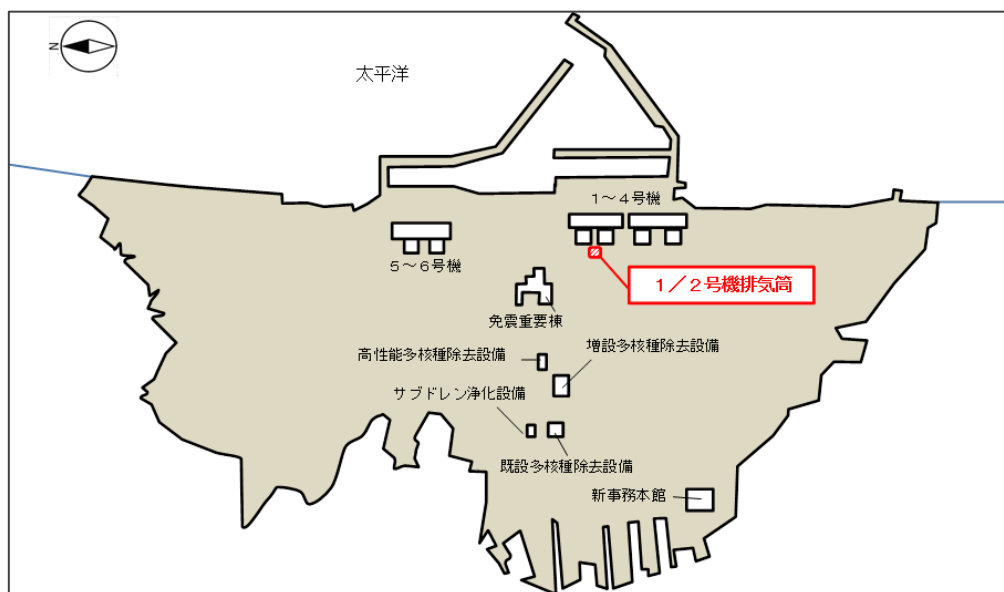 N
太平洋
1～4号機
5～6号機
1／2号機排気筒
免震重要棟
高性能多核種除去設備
増設多核種除去設備
サブドレン浄化設備
既設多核種除去設備
新事務本館